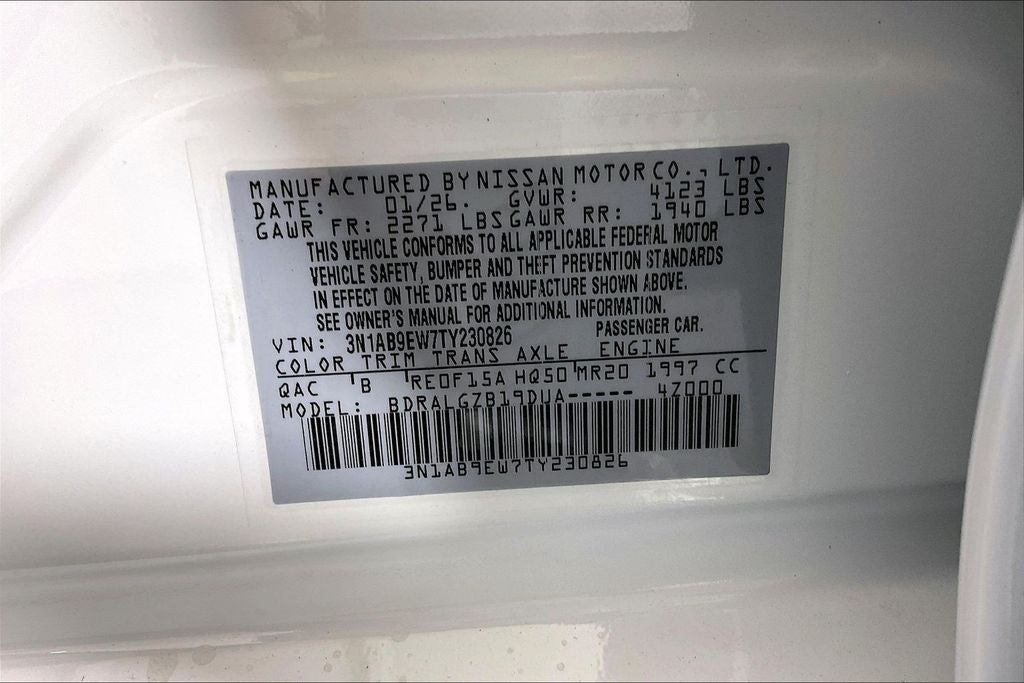 MANUFACTURED BY NISSAN MOTOR CO., LTD.
DATE: 01/26. GVWR: 4123 LBS
GAWR FR: 2271 LBS GAWR RR: 1940 LBS
THIS VEHICLE CONFORMS TO ALL APPLICABLE FEDERAL MOTOR
VEHICLE SAFETY, BUMPER AND THEFT PREVENTION STANDARDS
IN EFFECT ON THE DATE OF MANUFACTURE SHOWN ABOVE.
SEE OWNER'S MANUAL FOR ADDITIONAL INFORMATION.
VIN: 3N1AB9EW7TY230826 PASSENGER CAR.
COLOR TRIM TRANS AXLE ENGINE
QAC B RE0F15A HQ50 MR20 1997 CC
MODEL: BDRALGZB19DUA----- 4Z000
3N1AB9EW7TY230826